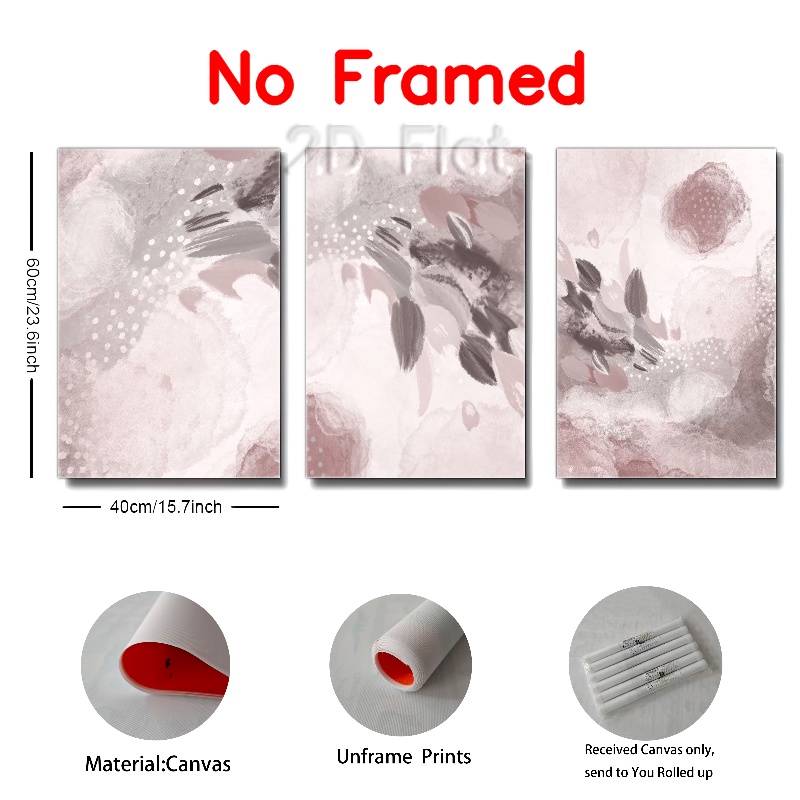 No Framed
2D Flat
60cm/23.6inch
40cm/15.7inch
Material:Canvas
Unframe Prints
Received Canvas only,
send to You Rolled up